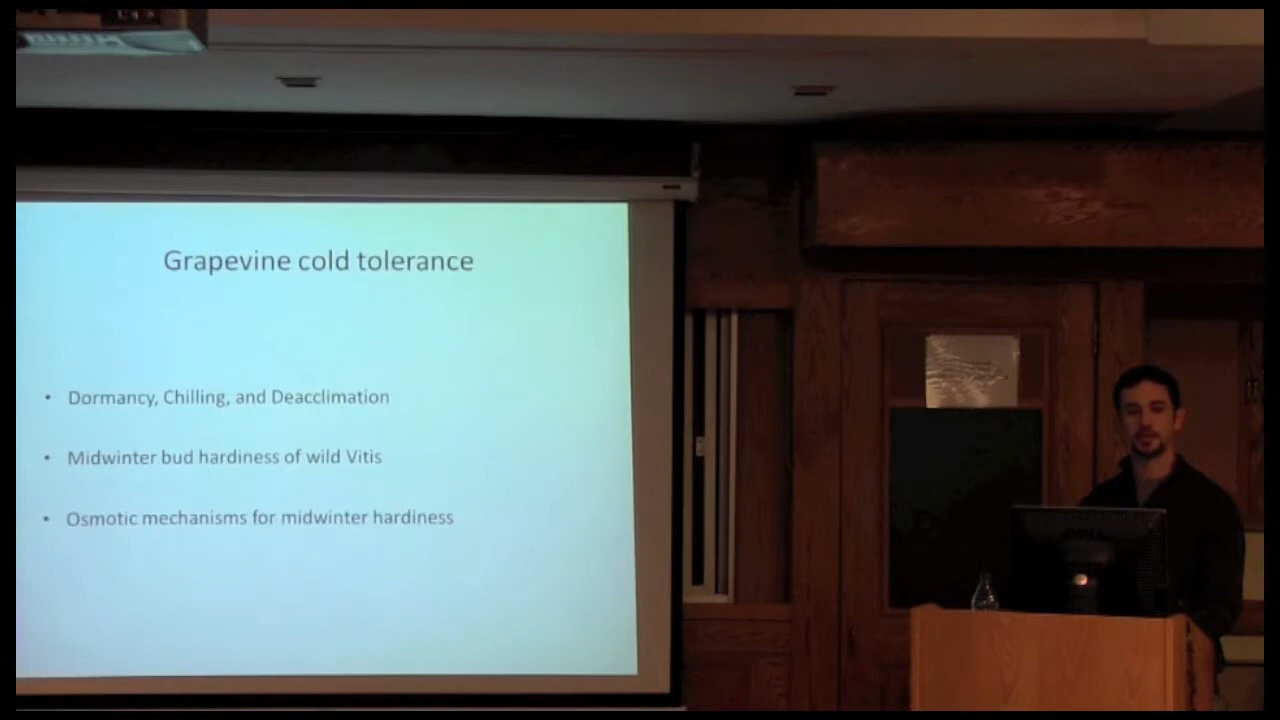 Grapevine cold tolerance
• Dormancy, Chilling, and Deacclimation
• Midwinter bud hardiness of wild Vitis
• Osmotic mechanisms for midwinter hardiness